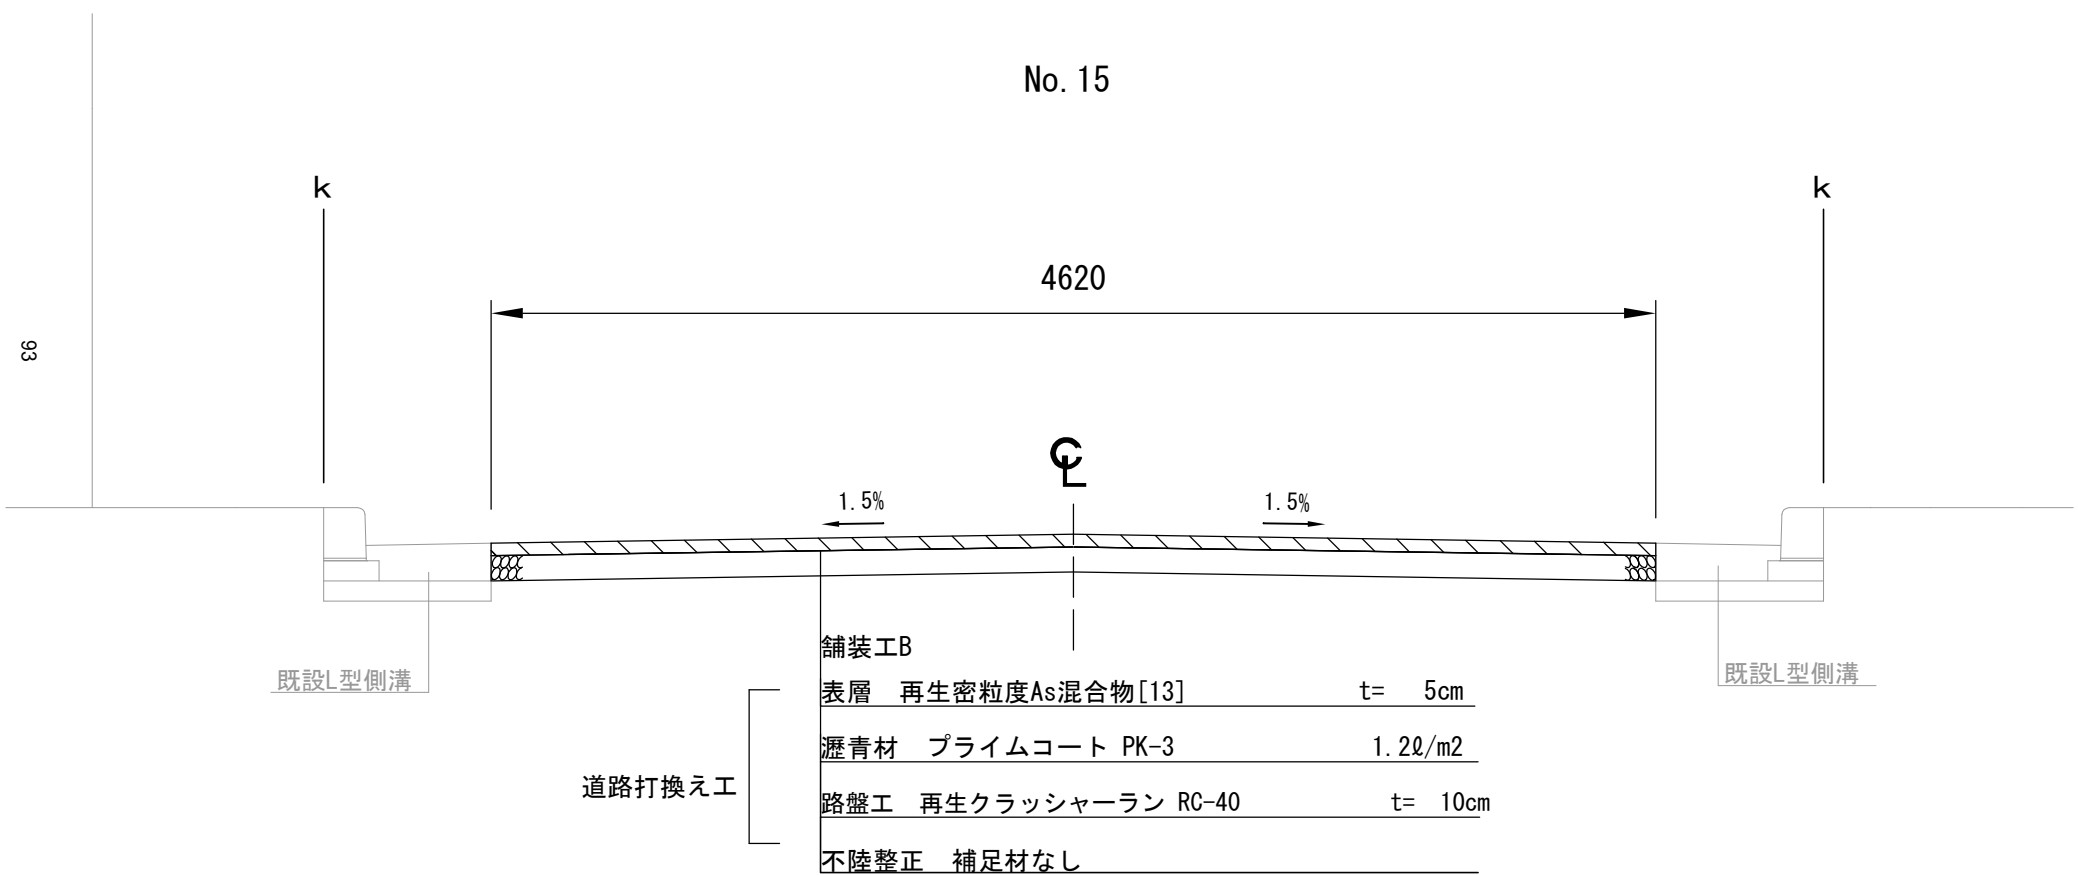 No. 15
k
k
4620
93
CL
1.5%
1.5%
舗装工B
既設L型側溝
既設L型側溝
表層 再生密粒度As混合物[13] t= 5cm
瀝青材 プライムコート PK-3 1.2ℓ/m2
道路打換え工
路盤工 再生クラッシャーラン RC-40 t= 10cm
不陸整正 補足材なし